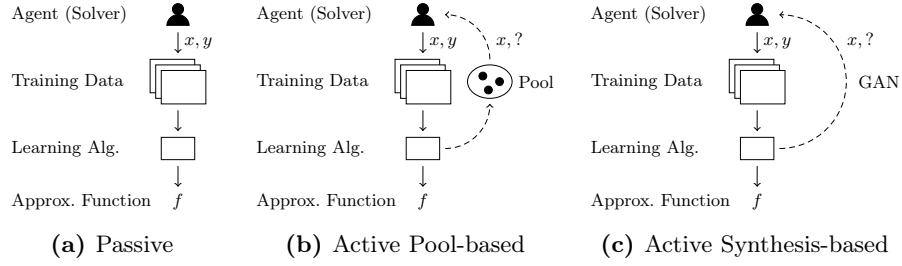 Agent (Solver)
x, y
Training Data
Learning Alg.
Approx. Function f
(a) Passive
Agent (Solver)
x, y x, ?
Training Data Pool
Learning Alg.
Approx. Function f
(b) Active Pool-based
Agent (Solver)
x, y x, ?
Training Data GAN
Learning Alg.
Approx. Function f
(c) Active Synthesis-based